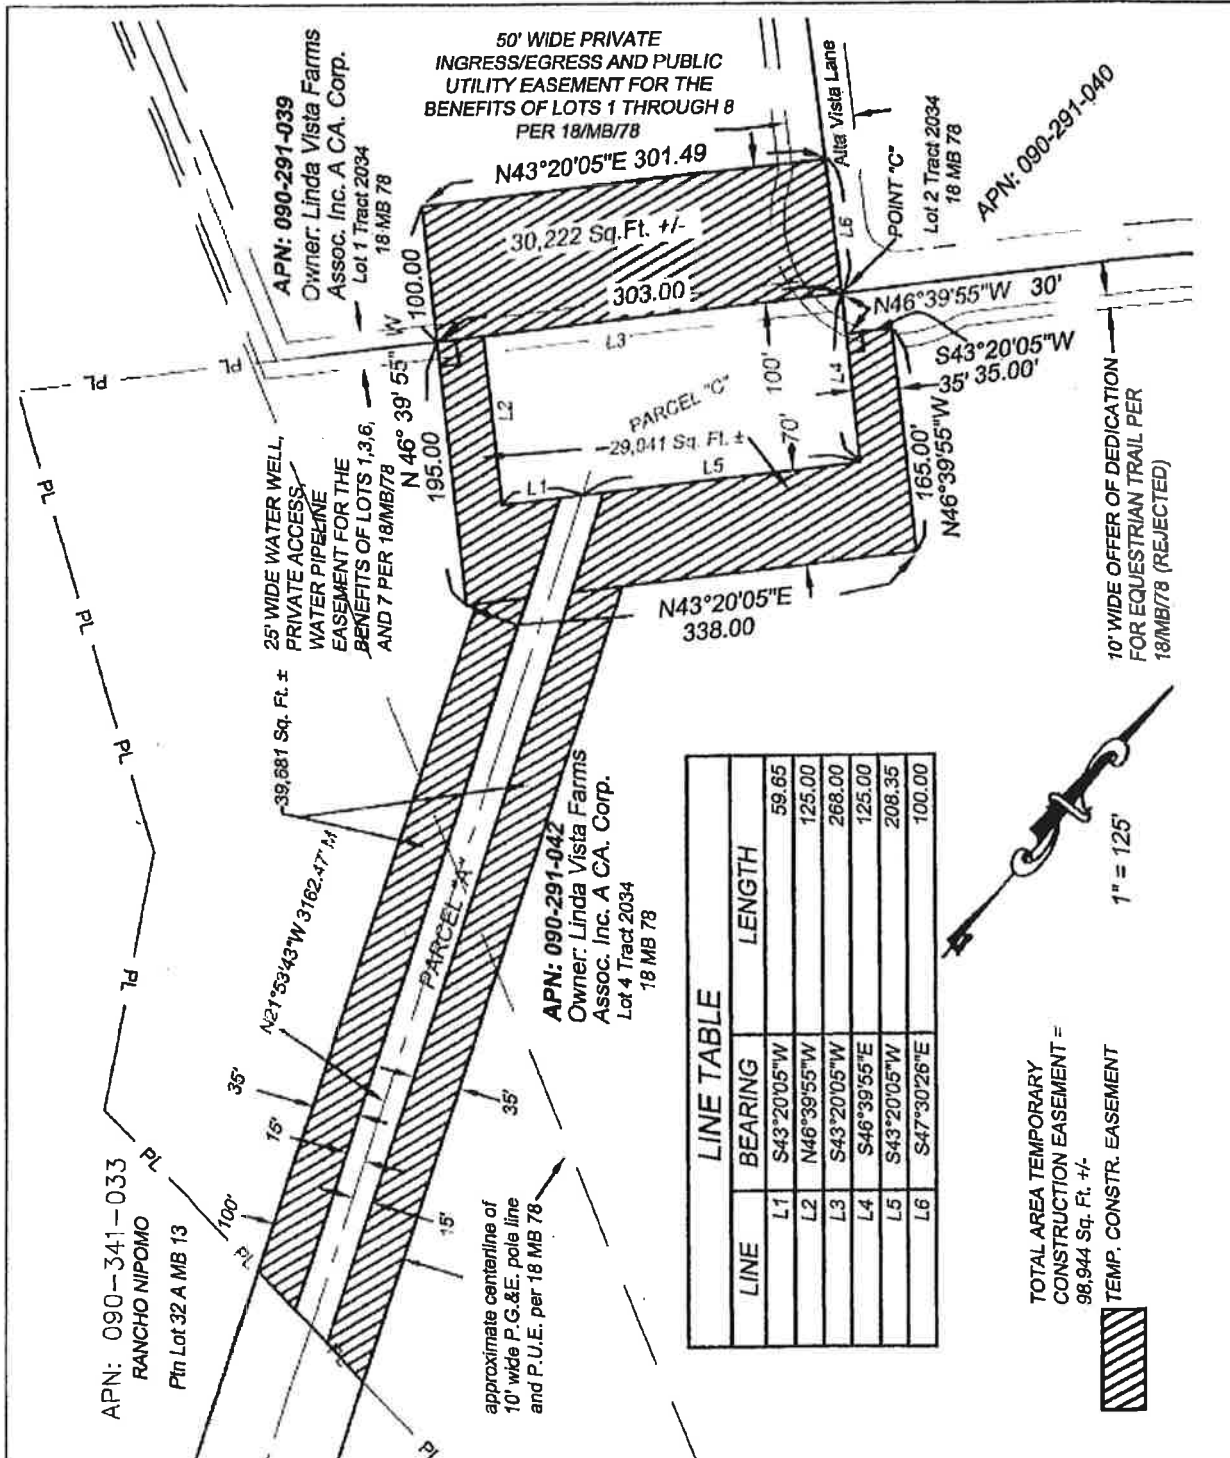 50' WIDE PRIVATE
INGRESS/EGRESS AND PUBLIC
UTILITY EASEMENT FOR THE
BENEFITS OF LOTS 1 THROUGH 8
PER 18/MB/78
APN: 090-291-039
Owner: Linda Vista Farms
Assoc. Inc. A CA. Corp.
Lot 1 Tract 2034
18 MB 78
Alta Vista Lane
POINT "C"
Lot 2 Tract 2034
18 MB 78
APN: 090-291-040
N43°20'05"E 301.49
30,222 Sq.Ft. +/-
303.00
100.00
L6
N46°39'55"W 30'
S43°20'05"W
35' 35.00'
L3
L4
100'
L2
PARCEL "C"
29,041 Sq. Ft. ±
70'
L5
L1
N 46° 39' 55" W
195.00
165.00'
N46°39'55"W
N43°20'05"E
338.00
PL
PL
PL
PL
PL
PL
PL
PL
PL
25' WIDE WATER WELL,
PRIVATE ACCESS,
WATER PIPELINE
EASEMENT FOR THE
BENEFITS OF LOTS 1,3,6,
AND 7 PER 18/MB/78
10' WIDE OFFER OF DEDICATION
FOR EQUESTRIAN TRAIL PER
18/MB/78 (REJECTED)
39,681 Sq. Ft. ±
N21°53'43"W 3162.47' M
PARCEL "A"
APN: 090-291-042
Owner: Linda Vista Farms
Assoc. Inc. A CA. Corp.
Lot 4 Tract 2034
18 MB 78
35'
15'
100'
15'
35'
APN: 090-341-033
RANCHO NIPOMO
Ptn Lot 32 A MB 13
approximate centerline of
10' wide P.G.&E. pole line
and P.U.E. per 18 MB 78
LINE TABLE
LINE BEARING LENGTH
L1 S43°20'05"W 59.65
L2 N46°39'55"W 125.00
L3 S43°20'05"W 268.00
L4 S46°39'55"E 125.00
L5 S43°20'05"W 208.35
L6 S47°30'26"E 100.00
1" = 125'
TOTAL AREA TEMPORARY
CONSTRUCTION EASEMENT =
98,944 Sq. Ft. +/-
TEMP. CONSTR. EASEMENT